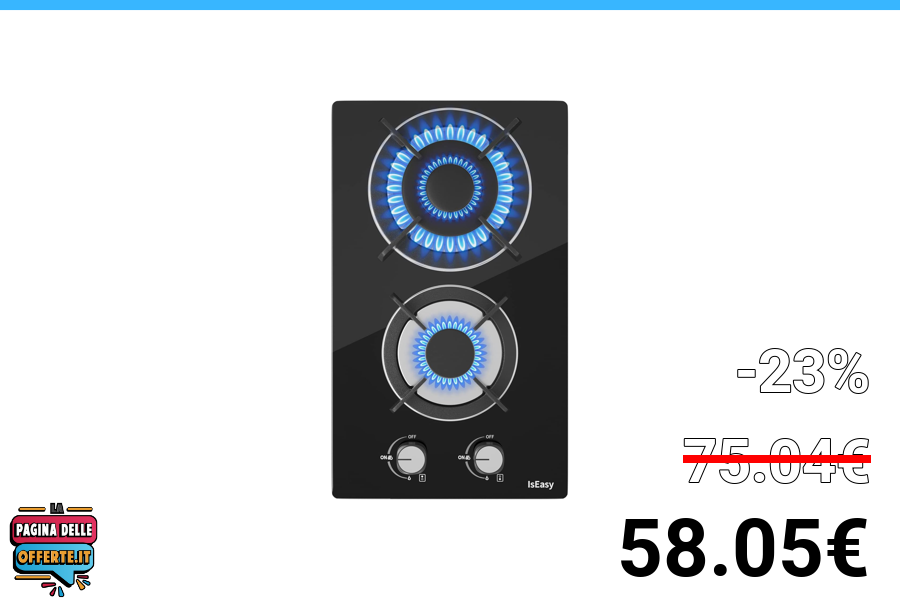 OFF
ON
OFF
ON
IsEasy
-23%
75.04€
58.05€
LA
PAGINA DELLE
OFFERTE.IT